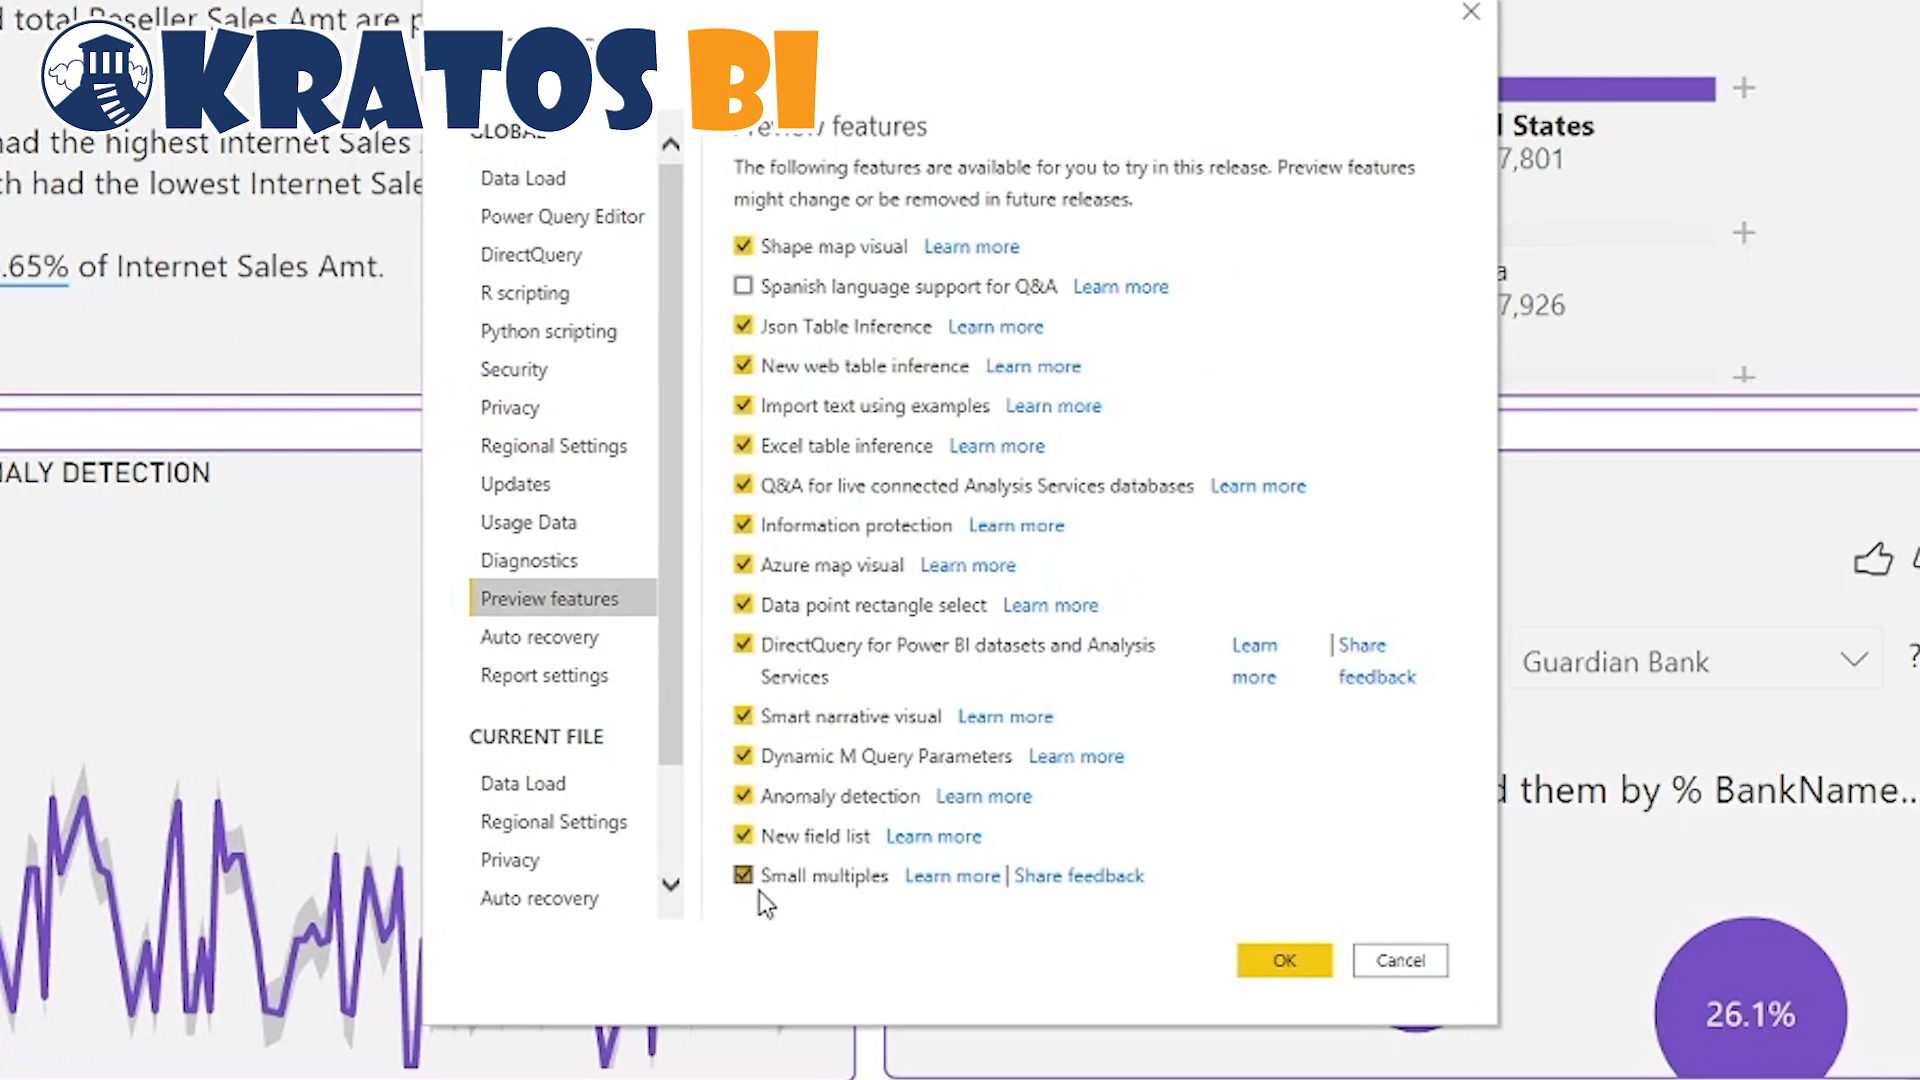 total Reseller Sales Amt are
KRATOS BI
had the highest Internet Sales
had the lowest Internet
.65% of Internet Sales Amt.
DETECTION
GLOBAL
Data Load
Power Query Editor
DirectQuery
R scripting
Python scripting
Security
Privacy
Regional Settings
Updates
Usage Data
Diagnostics
Preview features
Auto recovery
Report settings
CURRENT FILE
Data Load
Regional Settings
Privacy
Auto recovery
Preview features
The following features are available for you to try in this release. Preview features
might change or be removed in future releases.
Shape map visual Learn more
Spanish language support for Q&A Learn more
Json Table Inference Learn more
New web table inference Learn more
Import text using examples Learn more
Excel table inference Learn more
Q&A for live connected Analysis Services databases Learn more
Information protection Learn more
Azure map visual Learn more
Data point rectangle select Learn more
DirectQuery for Power BI datasets and Analysis Learn | Share
Services more feedback
Smart narrative visual Learn more
Dynamic M Query Parameters Learn more
Anomaly detection Learn more
New field list Learn more
Small multiples Learn more | Share feedback
OK Cancel
States
7,801
a
7,926
Guardian Bank
?
them by % BankName...
26.1%